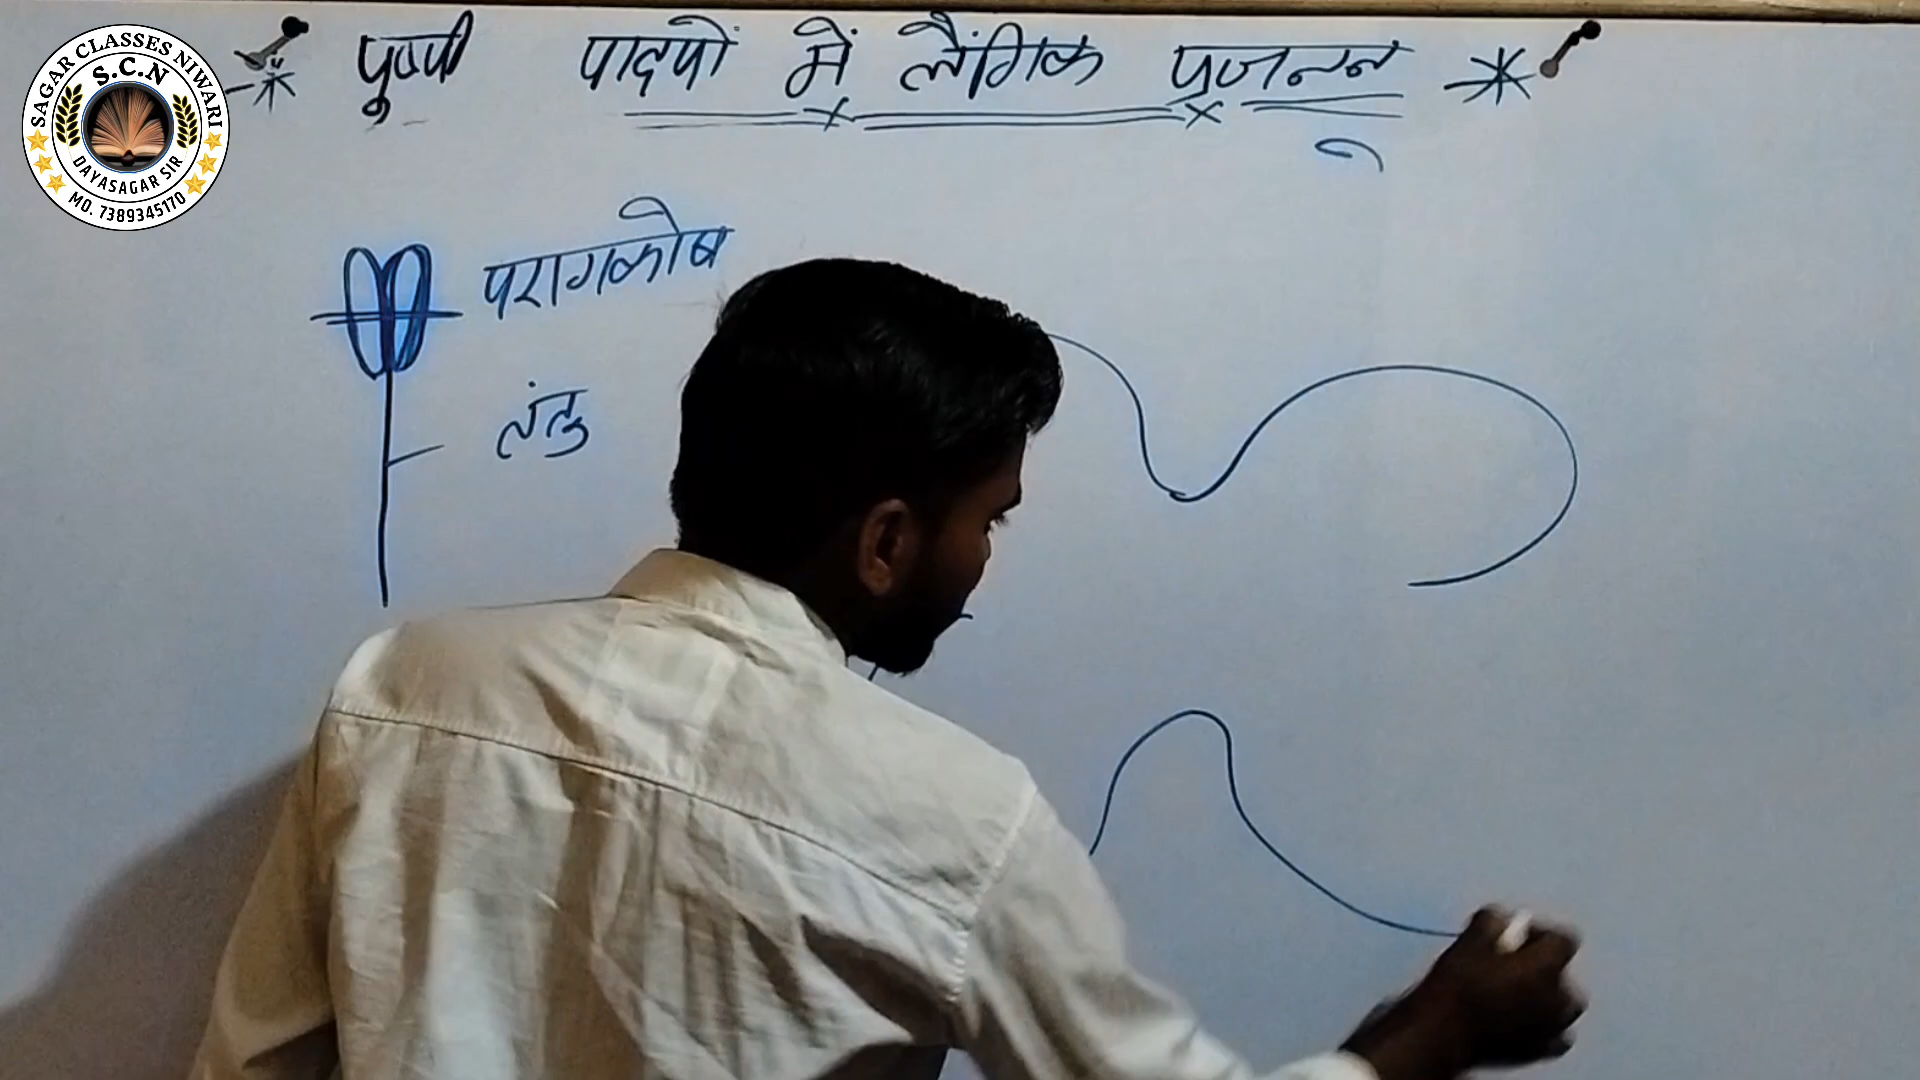 SAGAR CLASSES NIWARI
S.C.N
DAYASAGAR SIR
MO. 7389345170
पुष्पी पादपों में लैंगिक प्रजनन
परागकोष
तंतु